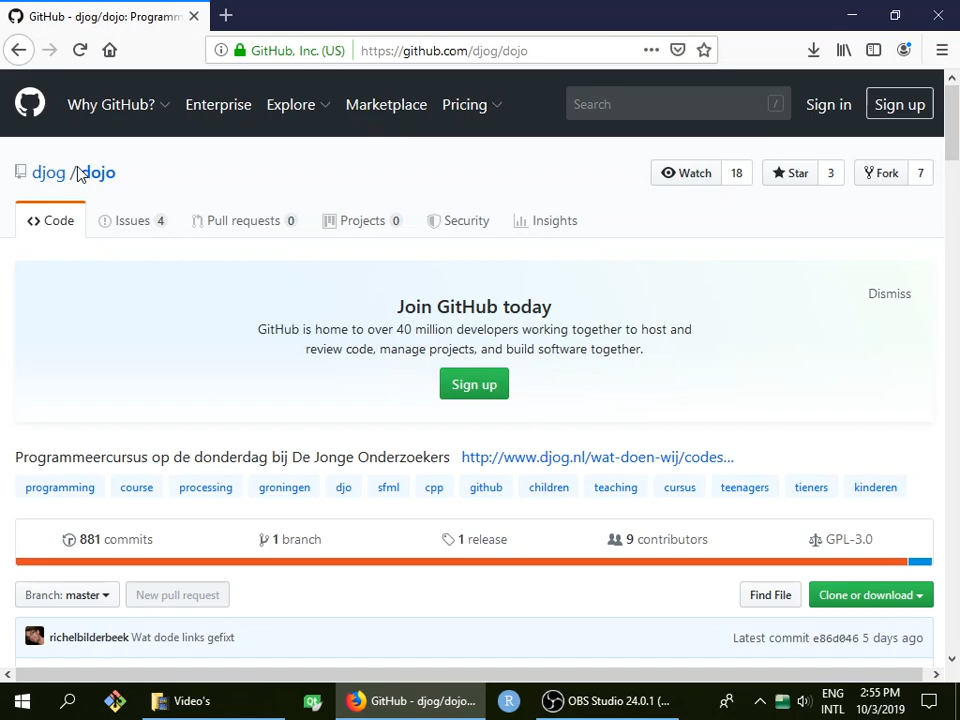 GitHub - djog/dojo: Programm
GitHub, Inc. (US) https://github.com/djog/dojo
Why GitHub? Enterprise Explore Marketplace Pricing Search / Sign in Sign up
djog / dojo Watch 18 Star 3 Fork 7
Code Issues 4 Pull requests 0 Projects 0 Security Insights
Dismiss
Join GitHub today
GitHub is home to over 40 million developers working together to host and
review code, manage projects, and build software together.
Sign up
Programmeercursus op de donderdag bij De Jonge Onderzoekers http://www.djog.nl/wat-doen-wij/codes...
programming course processing groningen djo sfml cpp github children teaching cursus teenagers tieners kinderen
881 commits 1 branch 1 release 9 contributors GPL-3.0
Branch: master New pull request Find File Clone or download
richelbilderbeek Wat dode links gefixt Latest commit e86d046 5 days ago
Video's GitHub - djog/dojo... R OBS Studio 24.0.1 (... ENG INTL 2:55 PM 10/3/2019